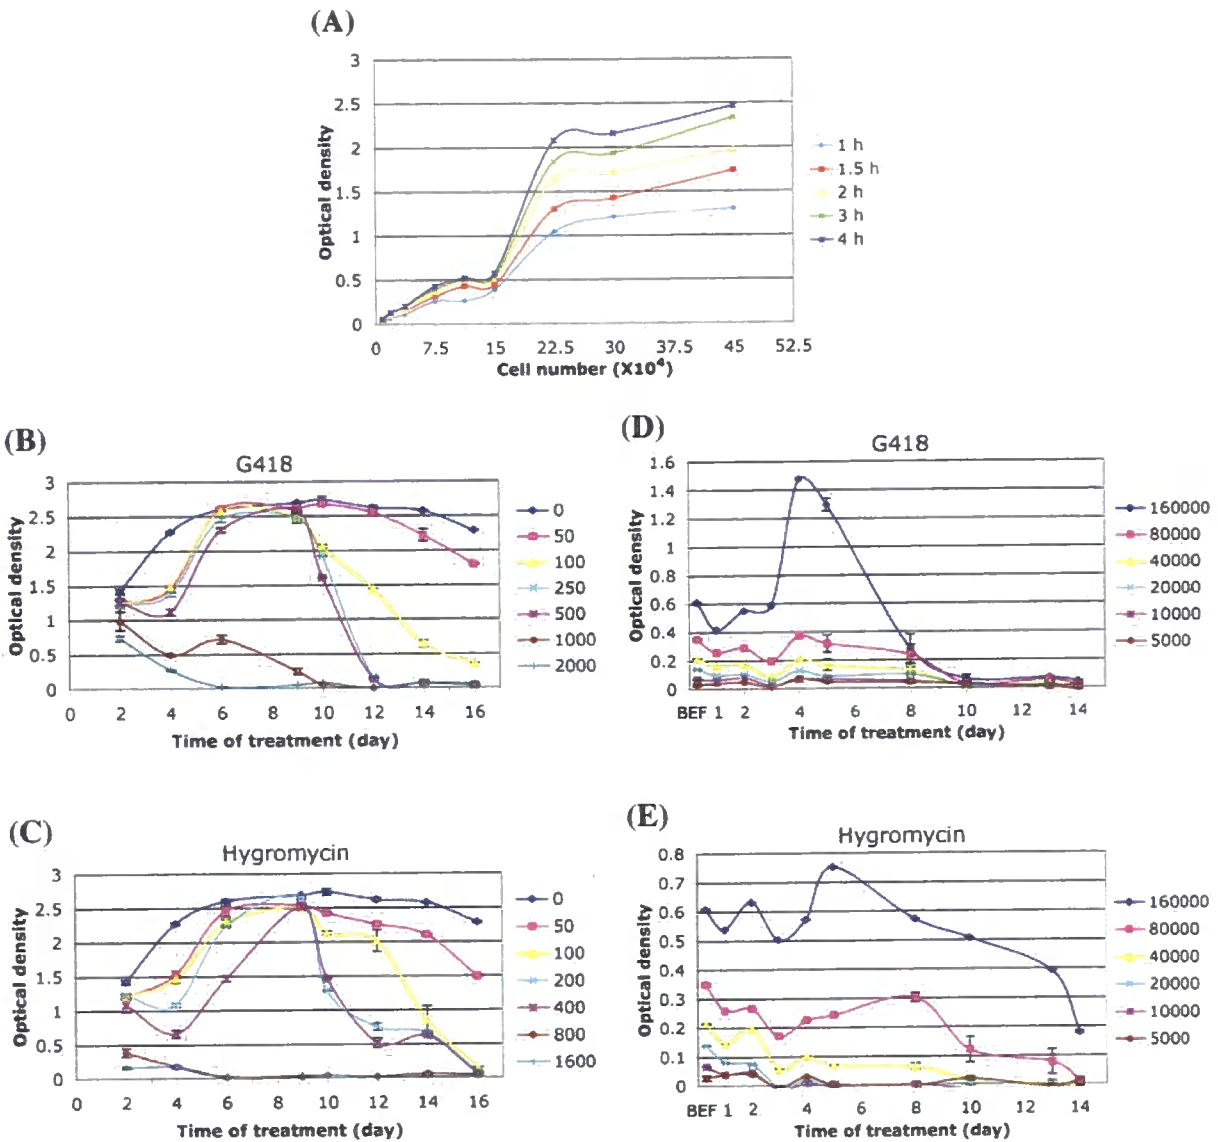 (A)
3
2.5
2
1.5
1
0.5
0
Optical density
0 7.5 15 22.5 30 37.5 45 52.5
Cell number (X10⁴)
1 h
1.5 h
2 h
3 h
4 h
(B)
G418
3
2.5
2
1.5
1
0.5
0
Optical density
0 2 4 6 8 10 12 14 16
Time of treatment (day)
0
50
100
250
500
1000
2000
(D)
G418
1.6
1.4
1.2
1
0.8
0.6
0.4
0.2
0
Optical density
BEF 1 2 4 6 8 10 12 14
Time of treatment (day)
160000
80000
40000
20000
10000
5000
(C)
Hygromycin
3
2.5
2
1.5
1
0.5
0
Optical density
0 2 4 6 8 10 12 14 16
Time of treatment (day)
0
50
100
200
400
800
1600
(E)
Hygromycin
0.8
0.7
0.6
0.5
0.4
0.3
0.2
0.1
0
Optical density
BEF 1 2 4 6 8 10 12 14
Time of treatment (day)
160000
80000
40000
20000
10000
5000